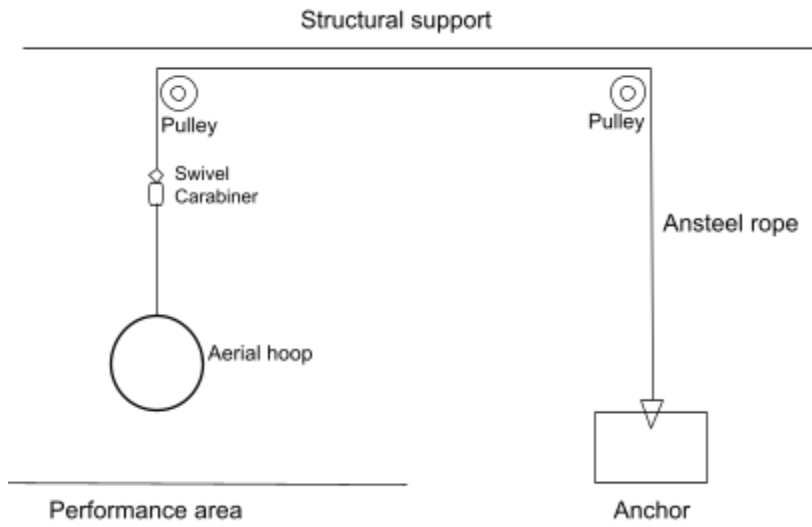 Structural support
Pulley
Pulley
Swivel
Carabiner
Ansteel rope
Aerial hoop
Performance area
Anchor